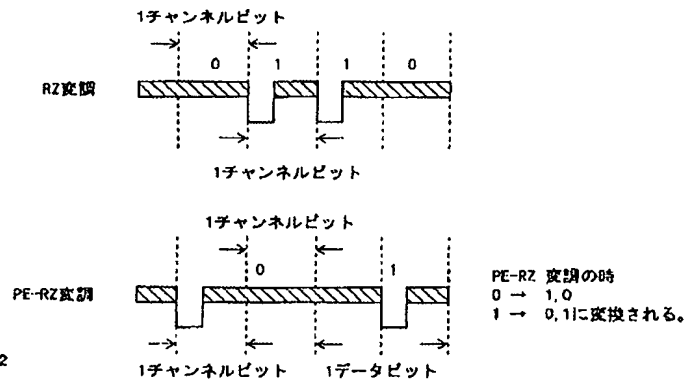 1チャンネルビット
0 1 1 0
RZ変調
1チャンネルビット
1チャンネルビット
0 1
PE-RZ変調
PE-RZ 変調の時
0 → 1,0
1 → 0,1に変換される。
2
1チャンネルビット 1データビット